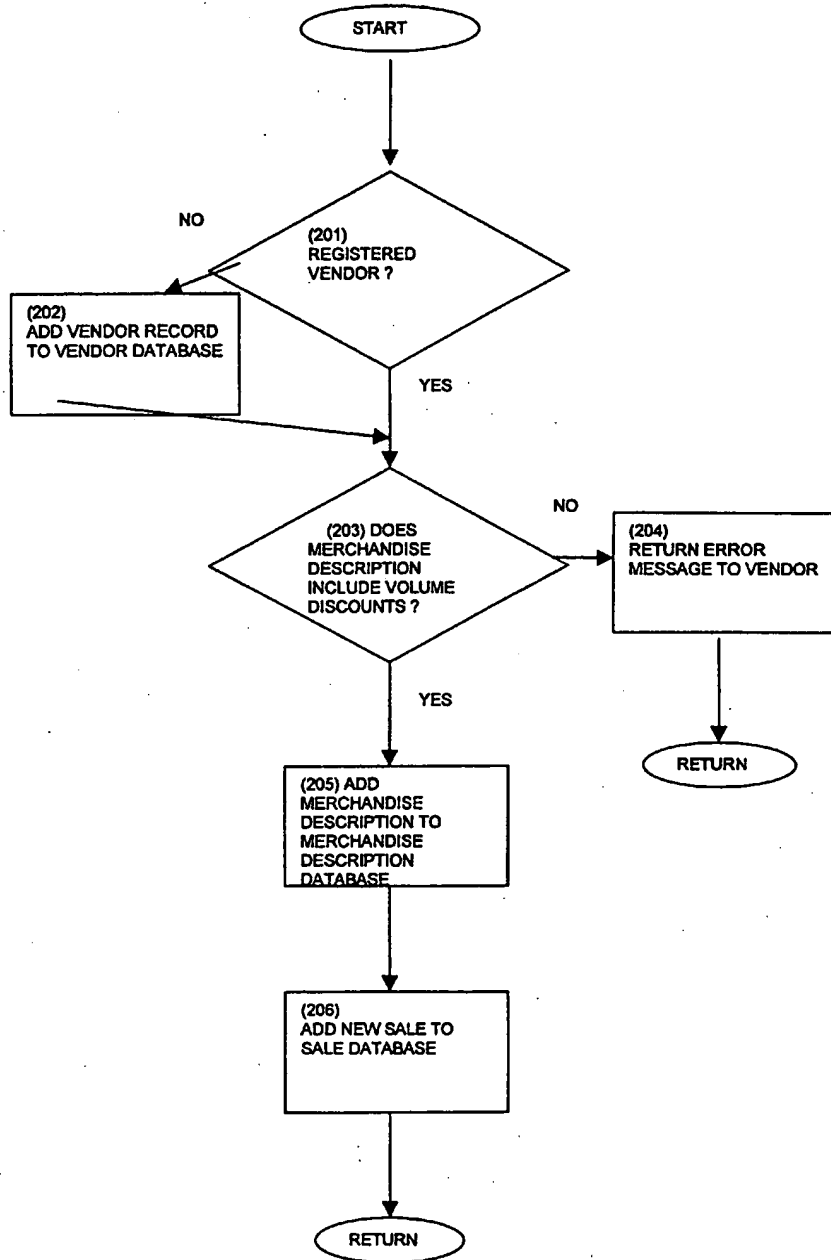 START
NO
(201)
REGISTERED
VENDOR ?
(202)
ADD VENDOR RECORD
TO VENDOR DATABASE
YES
NO
(203) DOES
MERCHANDISE
DESCRIPTION
INCLUDE VOLUME
DISCOUNTS ?
(204)
RETURN ERROR
MESSAGE TO VENDOR
YES
RETURN
(205) ADD
MERCHANDISE
DESCRIPTION TO
MERCHANDISE
DESCRIPTION
DATABASE
(206)
ADD NEW SALE TO
SALE DATABASE
RETURN